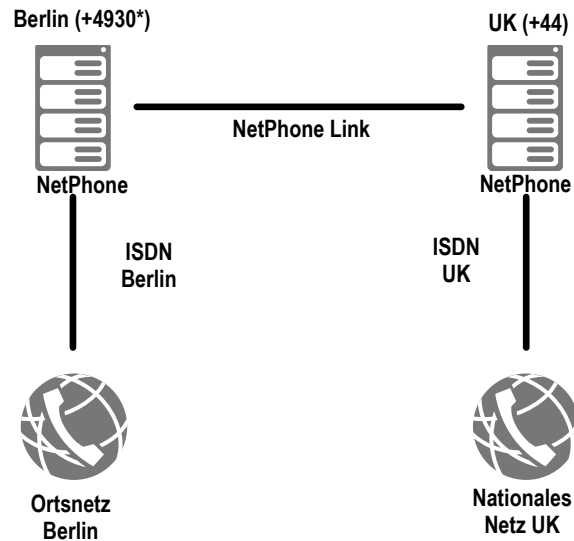 Berlin (+4930*)
UK (+44)
NetPhone Link
NetPhone
NetPhone
ISDN
Berlin
ISDN
UK
Ortsnetz
Berlin
Nationales
Netz UK